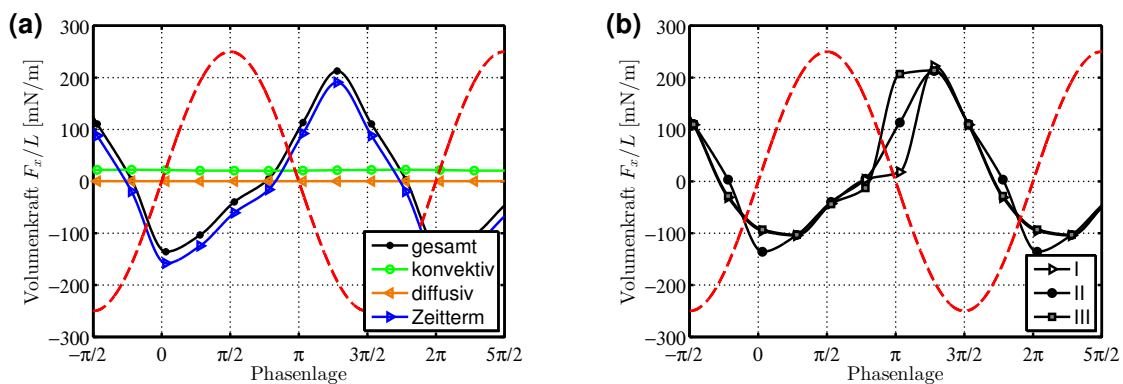 (a)
300
200
100
0
−100
−200
−300
Volumenkraft Fx/L [mN/m]
gesamt
konvektiv
diffusiv
Zeitterm
−π/2 0 π/2 π 3π/2 2π 5π/2
Phasenlage
(b)
300
200
100
0
−100
−200
−300
Volumenkraft Fx/L [mN/m]
I
II
III
−π/2 0 π/2 π 3π/2 2π 5π/2
Phasenlage